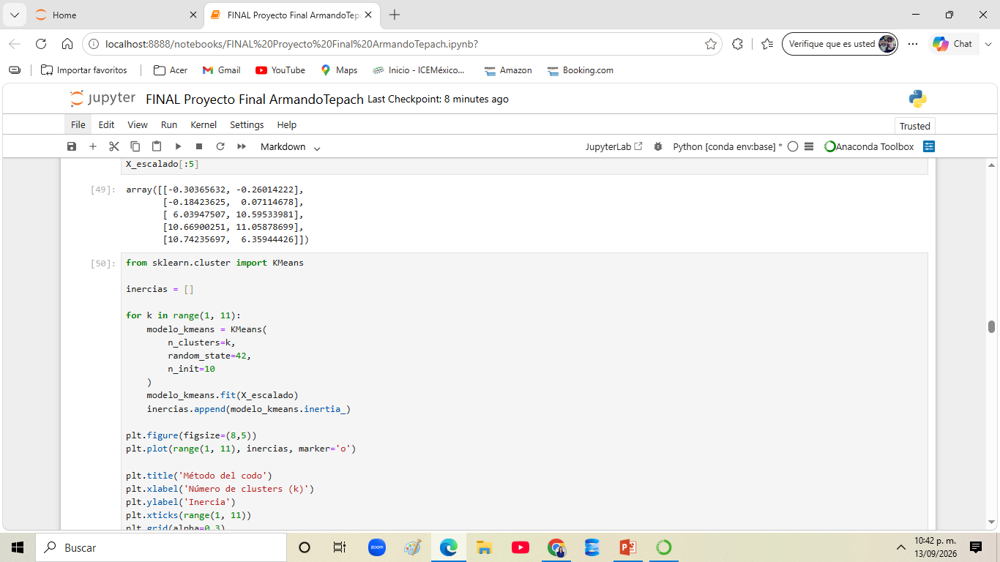 Home
FINAL Proyecto Final ArmandoTepa
localhost:8888/notebooks/FINAL%20Proyecto%20Final%20ArmandoTepach.ipynb?
Verifique que es usted
Chat
Importar favoritos
Acer
Gmail
YouTube
Maps
Inicio - ICEMéxico...
Amazon
Booking.com
jupyter FINAL Proyecto Final ArmandoTepach Last Checkpoint: 8 minutes ago
File Edit View Run Kernel Settings Help
Trusted
Markdown
JupyterLab
Python [conda env:base] *
Anaconda Toolbox
X_escalado[:5]
[49]: array([[-0.30365632, -0.26014222],
[-0.18423625,  0.07114678],
[ 6.03947507, 10.59533981],
[10.66900251, 11.05878699],
[10.74235697,  6.35944426]])
[50]: from sklearn.cluster import KMeans
inercias = []
for k in range(1, 11):
modelo_kmeans = KMeans(
n_clusters=k,
random_state=42,
n_init=10
)
modelo_kmeans.fit(X_escalado)
inercias.append(modelo_kmeans.inertia_)
plt.figure(figsize=(8,5))
plt.plot(range(1, 11), inercias, marker='o')
plt.title('Método del codo')
plt.xlabel('Número de clusters (k)')
plt.ylabel('Inercia')
plt.xticks(range(1, 11))
plt.grid(alpha=0.3)
Buscar
zoom
10:42 p. m.
13/09/2026